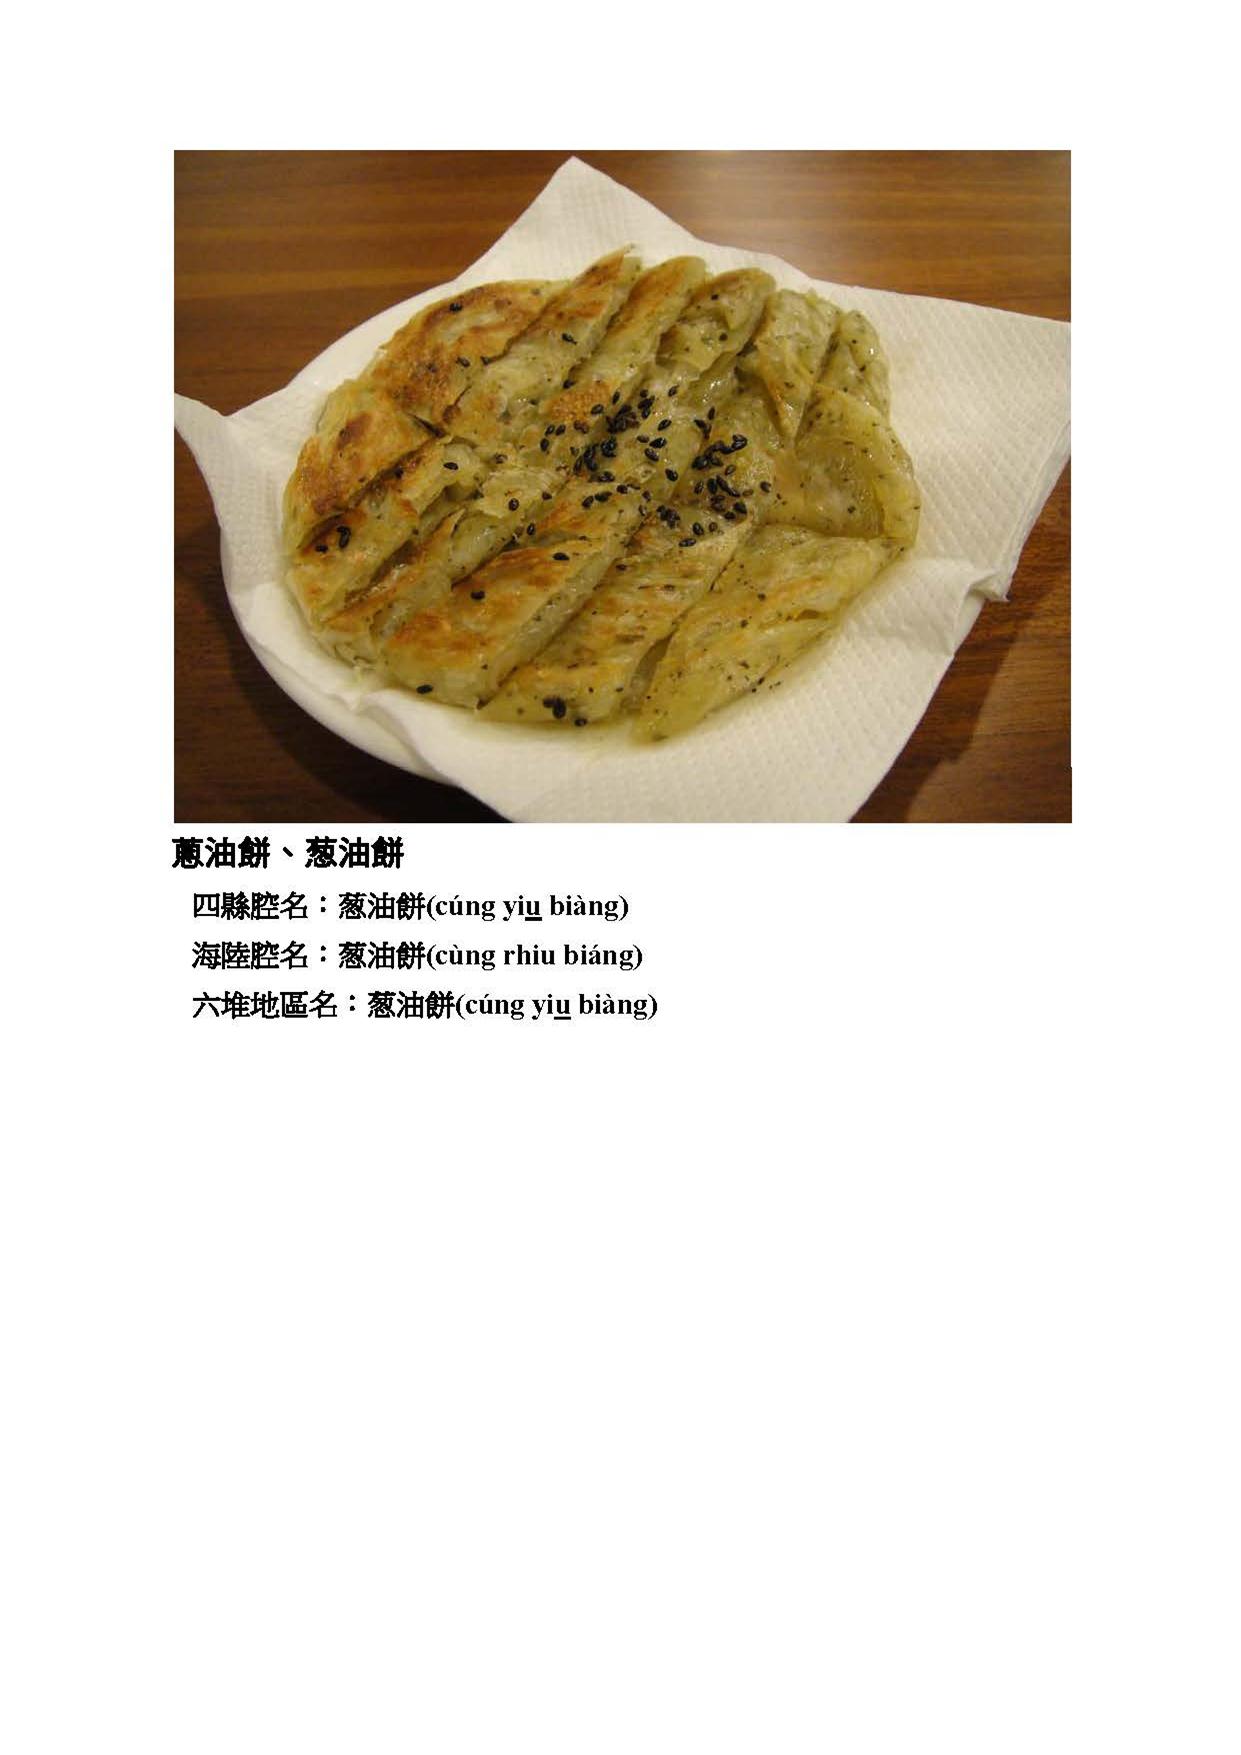 蔥油餅、葱油餅
四縣腔名：葱油餅(cúng yiu̲ biàng)
海陸腔名：葱油餅(cùng rhiu biáng)
六堆地區名：葱油餅(cúng yiu̲ biàng)